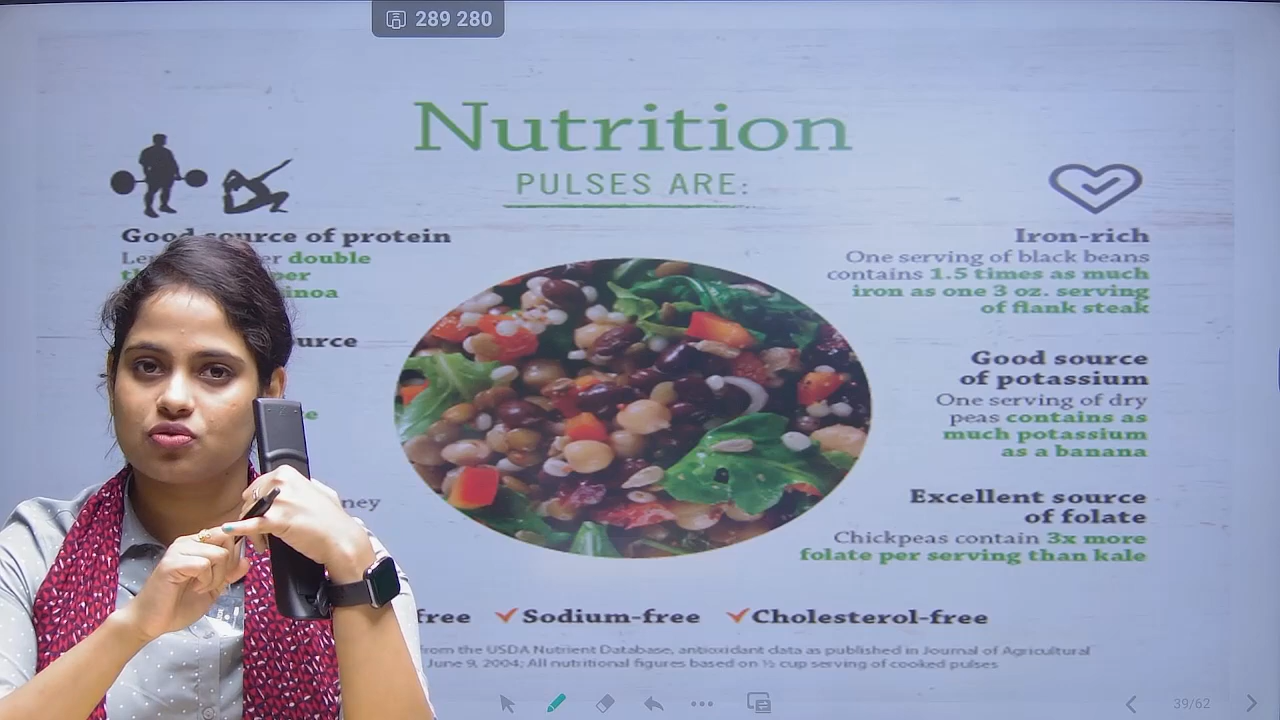 289 280
Nutrition
PULSES ARE:
Good source of protein
double
per
Iron-rich
One serving of black beans
contains 1.5 times as much
iron as one 3 oz. serving
of flank steak
Good source
of potassium
One serving of dry
peas contains as
much potassium
as a banana
Excellent source
of folate
Chickpeas contain 3x more
folate per serving than kale
free ✓Sodium-free ✓Cholesterol-free
from the USDA Nutrient Database, antioxidant data as published in Journal of Agricultural
June 9, 2004; All nutritional figures based on ½ cup serving of cooked pulses
39/62